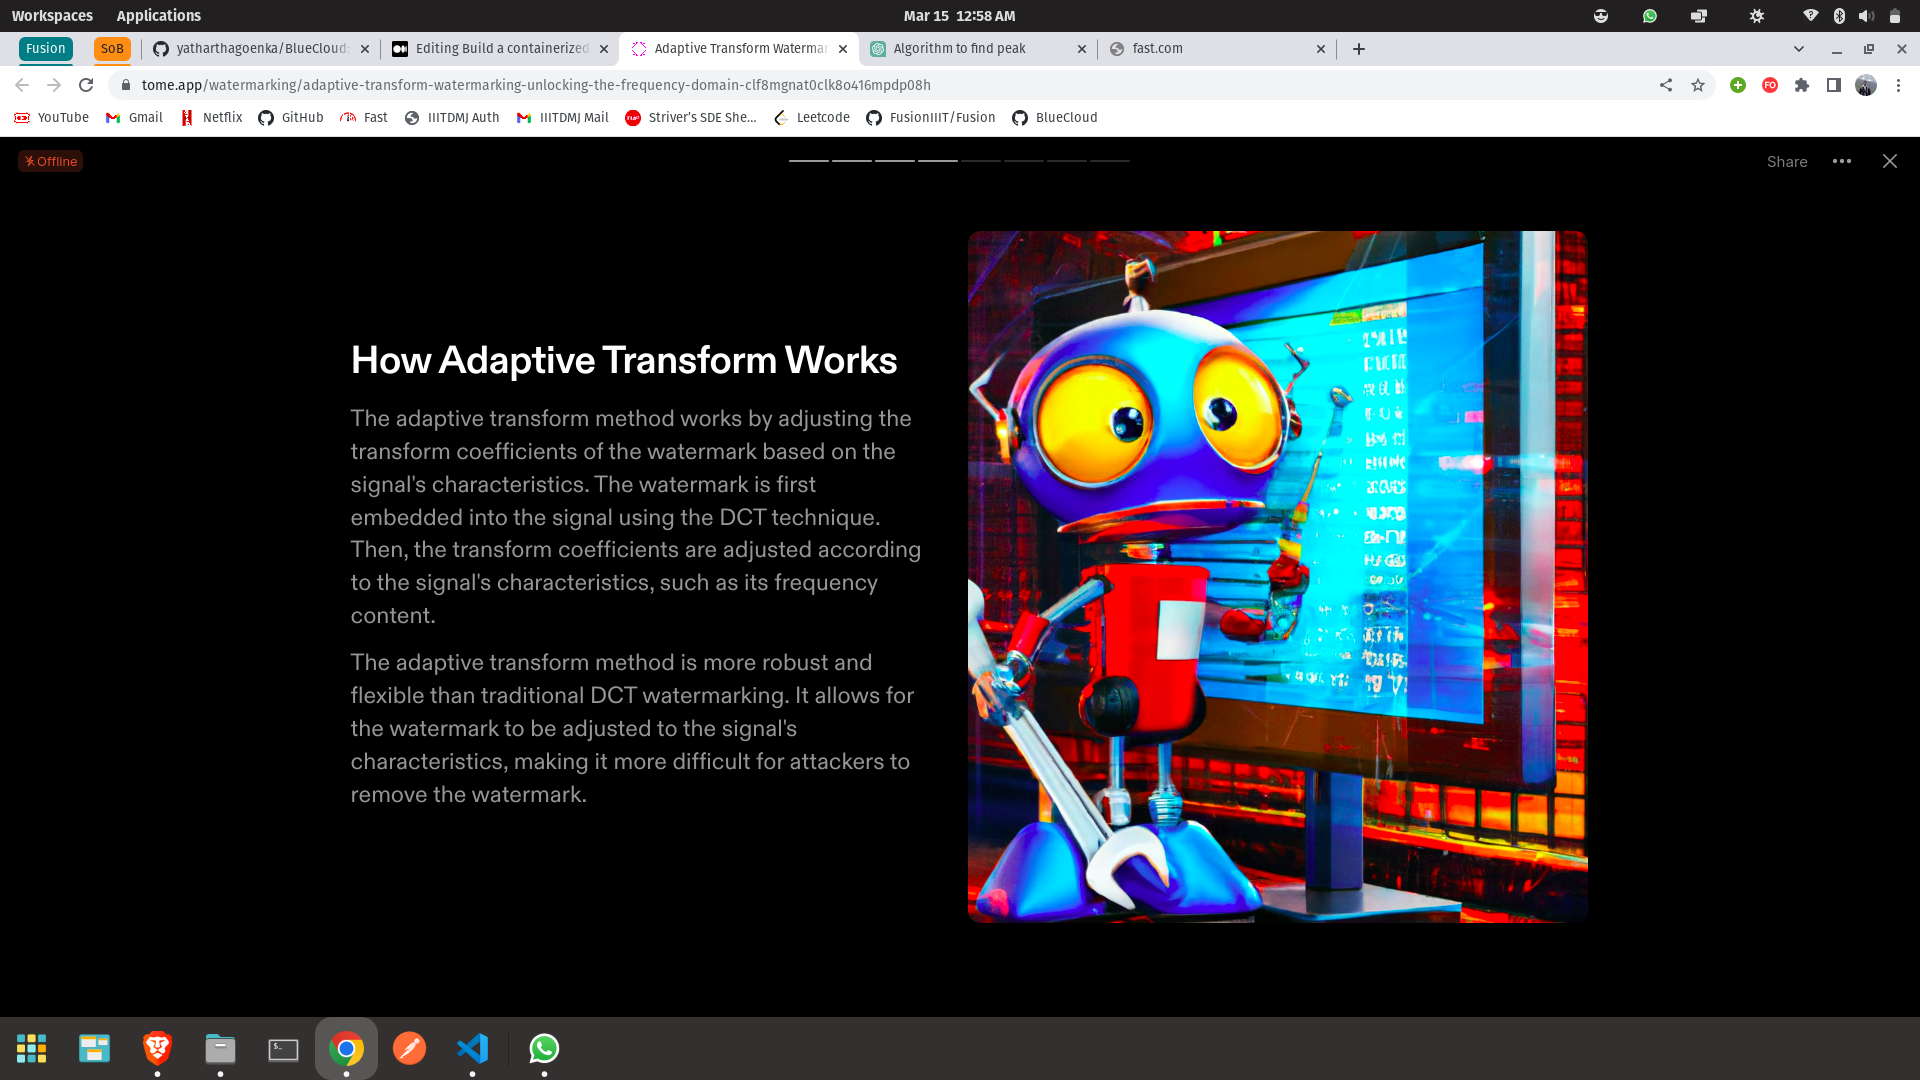 Workspaces Applications Mar 15 12:58 AM
Fusion SoB yatharthagoenka/BlueCloud: Editing Build a containerized Adaptive Transform Watermar Algorithm to find peak fast.com
tome.app/watermarking/adaptive-transform-watermarking-unlocking-the-frequency-domain-clf8mgnat0clk8o416mpdp08h FO
YouTube Gmail Netflix GitHub Fast IIITDMJ Auth IIITDMJ Mail Striver's SDE She... Leetcode FusionIIIT/Fusion BlueCloud
Offline Share
How Adaptive Transform Works
The adaptive transform method works by adjusting the
transform coefficients of the watermark based on the
signal's characteristics. The watermark is first
embedded into the signal using the DCT technique.
Then, the transform coefficients are adjusted according
to the signal's characteristics, such as its frequency
content.
The adaptive transform method is more robust and
flexible than traditional DCT watermarking. It allows for
the watermark to be adjusted to the signal's
characteristics, making it more difficult for attackers to
remove the watermark.